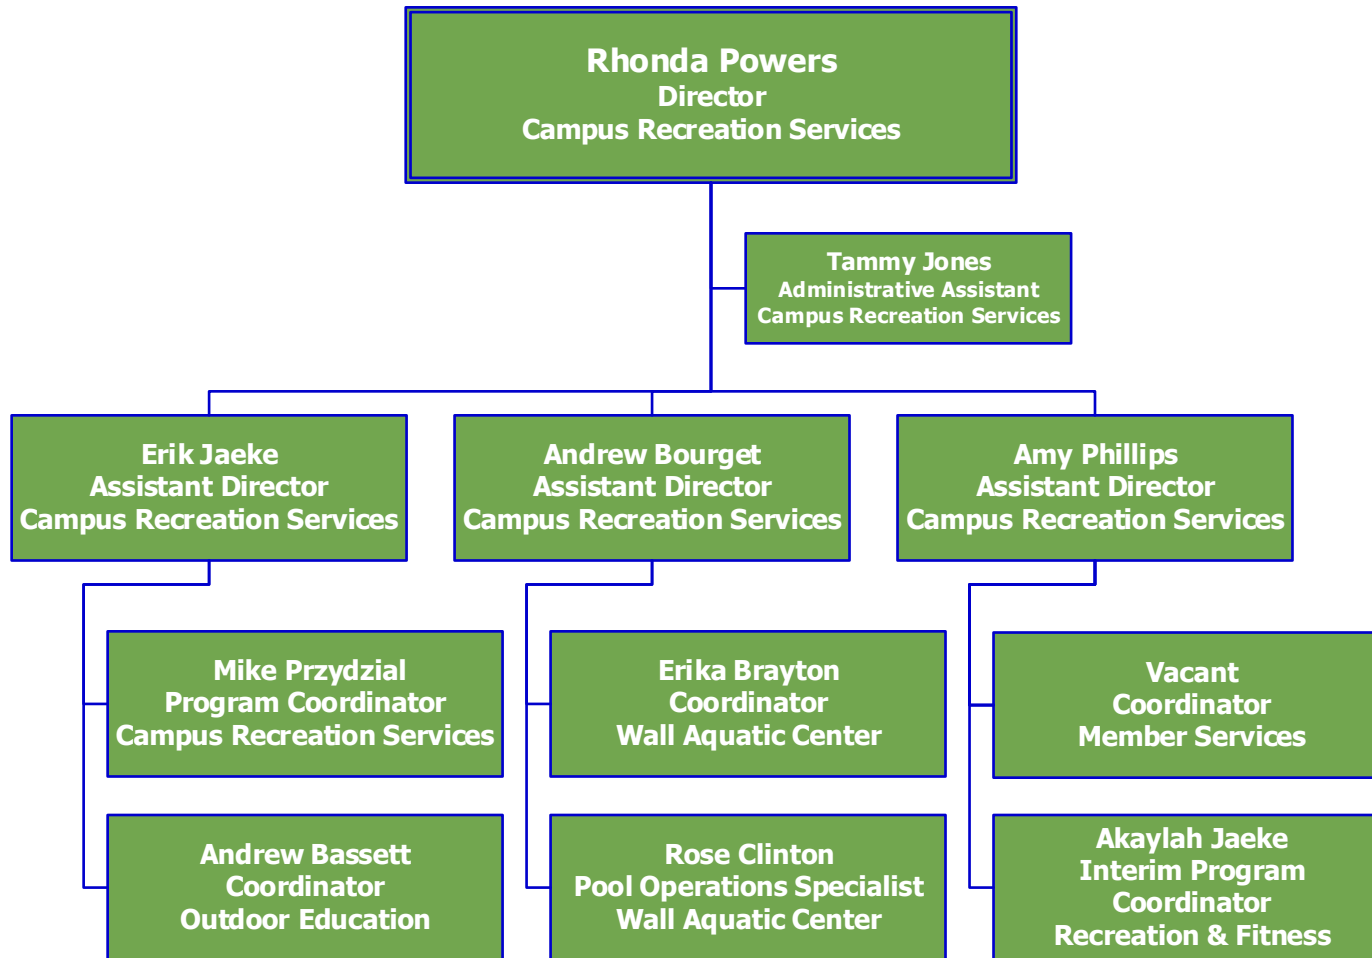 Rhonda Powers
Director
Campus Recreation Services
Tammy Jones
Administrative Assistant
Campus Recreation Services
Erik Jaeke
Assistant Director
Campus Recreation Services
Andrew Bourget
Assistant Director
Campus Recreation Services
Amy Phillips
Assistant Director
Campus Recreation Services
Mike Przydzial
Program Coordinator
Campus Recreation Services
Erika Brayton
Coordinator
Wall Aquatic Center
Vacant
Coordinator
Member Services
Andrew Bassett
Coordinator
Outdoor Education
Rose Clinton
Pool Operations Specialist
Wall Aquatic Center
Akaylah Jaeke
Interim Program
Coordinator
Recreation & Fitness